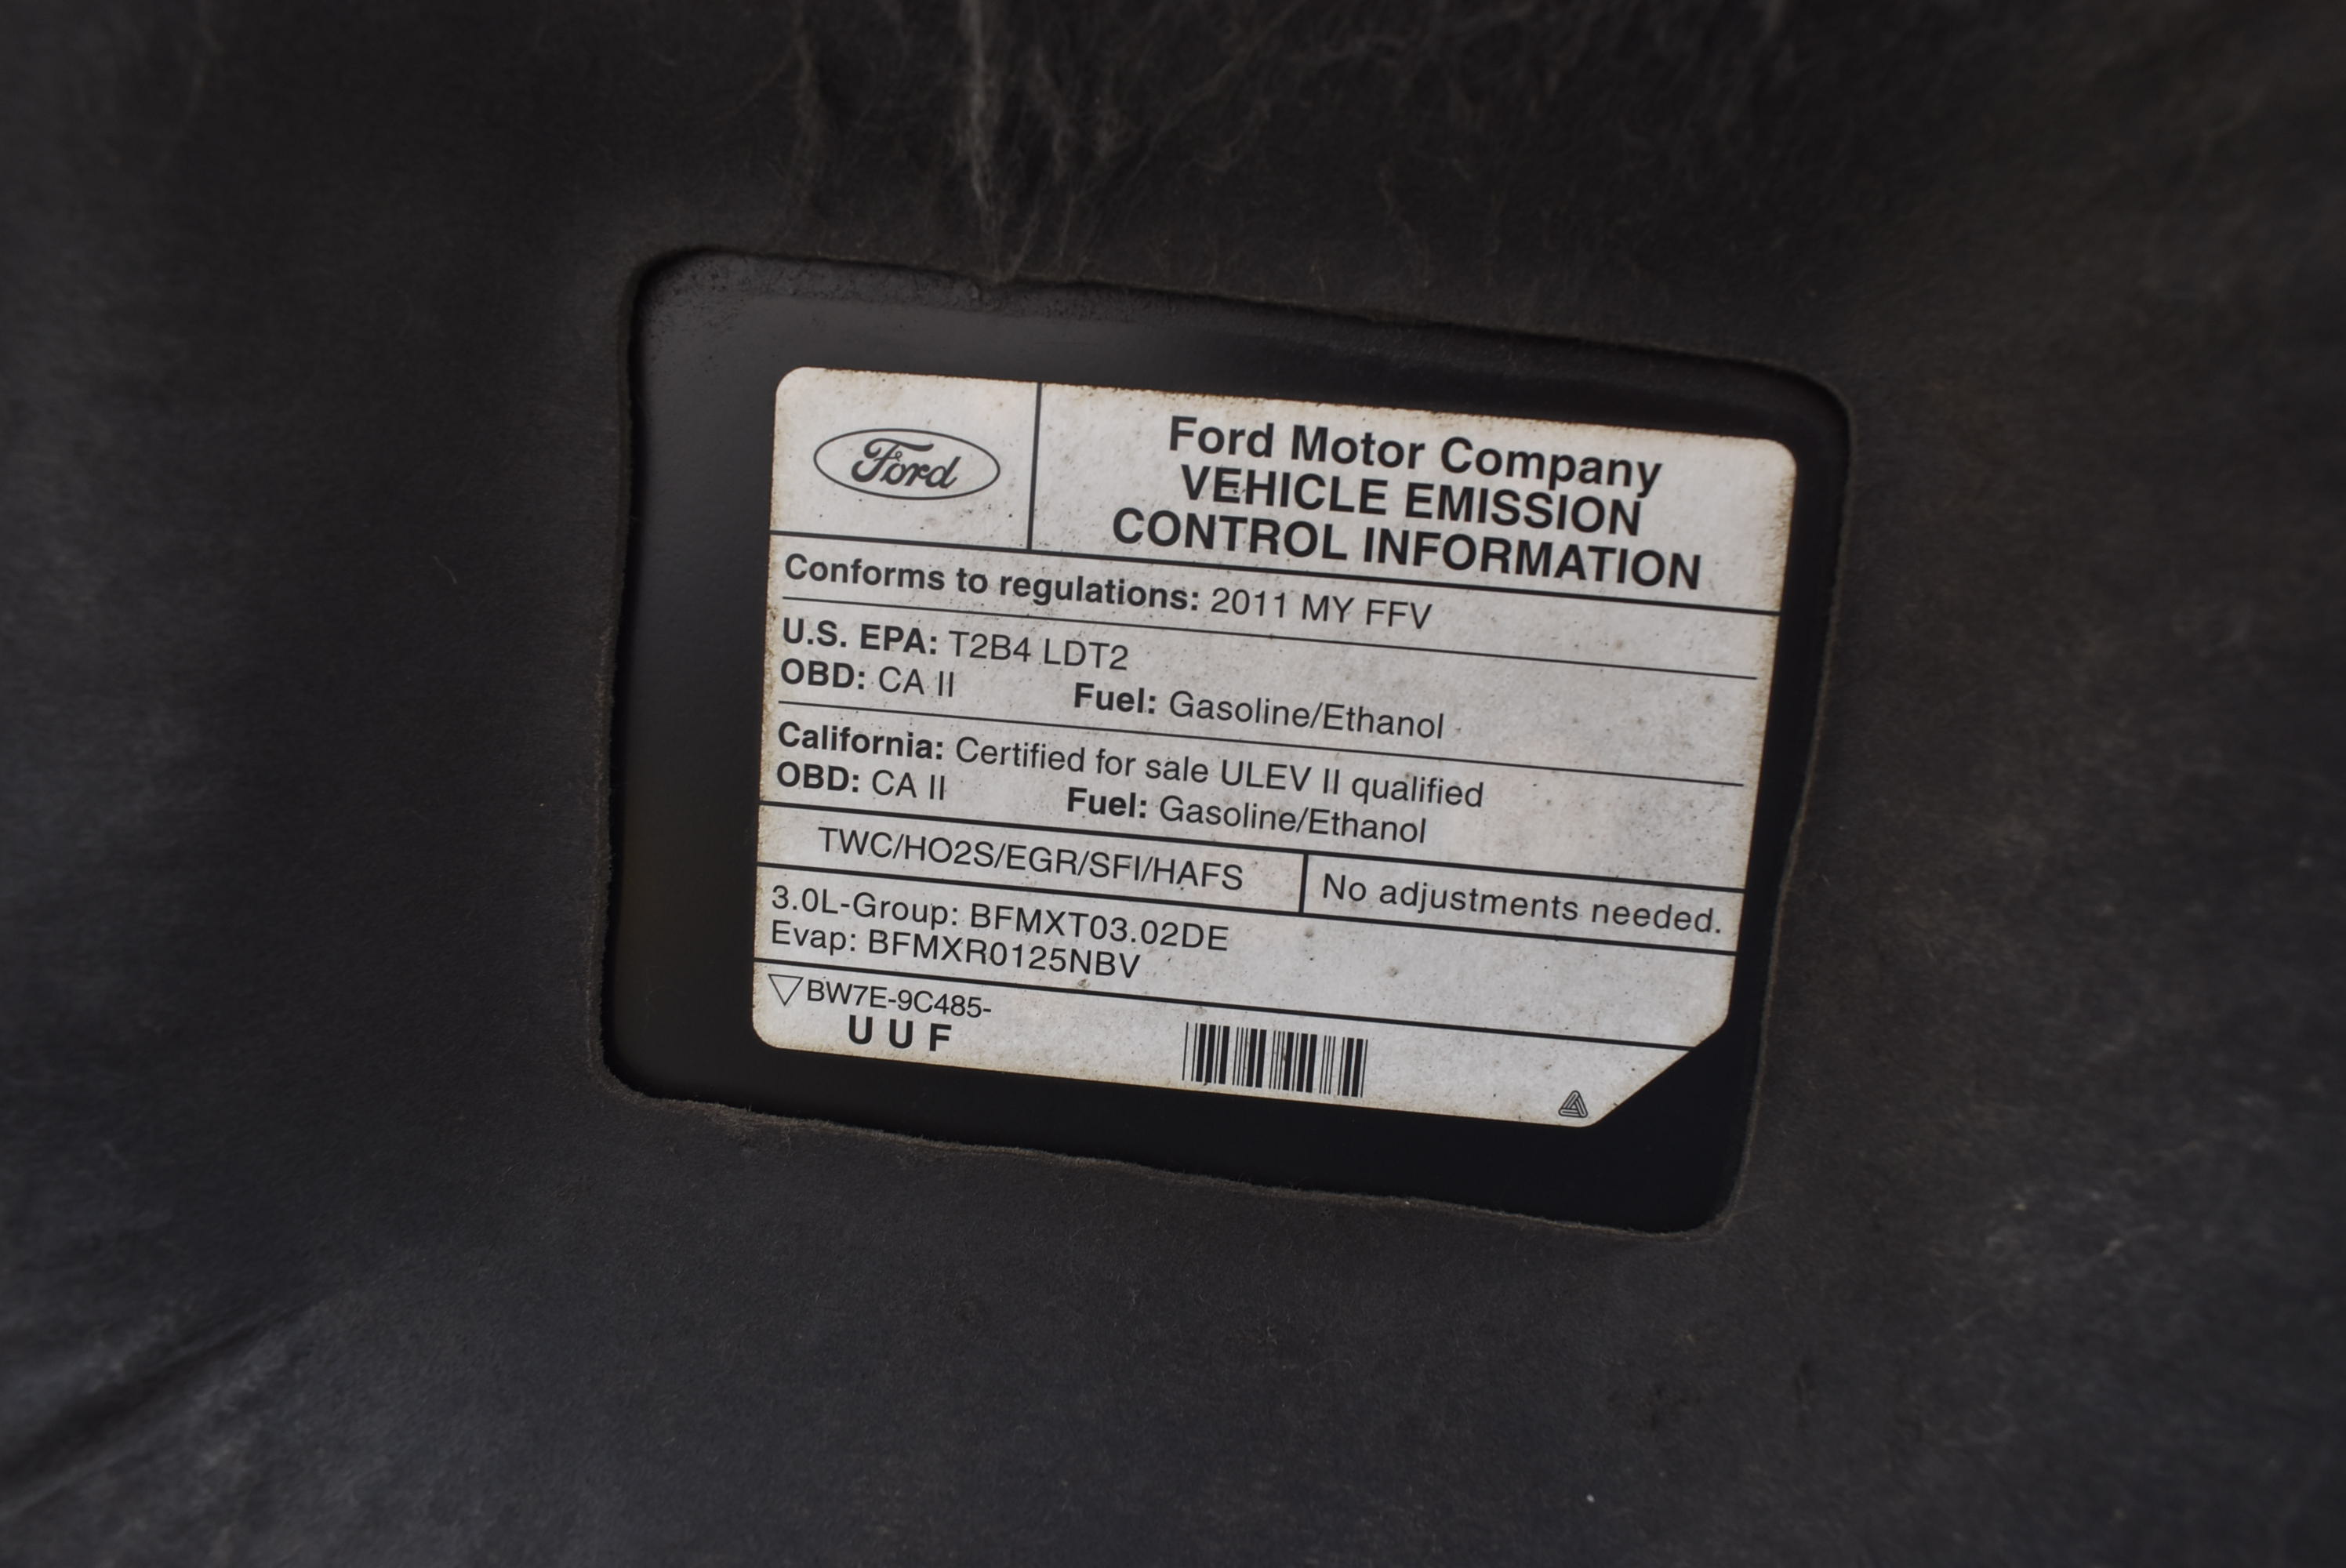 Ford
Ford Motor Company
VEHICLE EMISSION
CONTROL INFORMATION
Conforms to regulations: 2011 MY FFV
U.S. EPA: T2B4 LDT2
OBD: CA II Fuel: Gasoline/Ethanol
California: Certified for sale ULEV II qualified
OBD: CA II Fuel: Gasoline/Ethanol
TWC/HO2S/EGR/SFI/HAFS No adjustments needed.
3.0L-Group: BFMXT03.02DE
Evap: BFMXR0125NBV
BW7E-9C485-
U U F